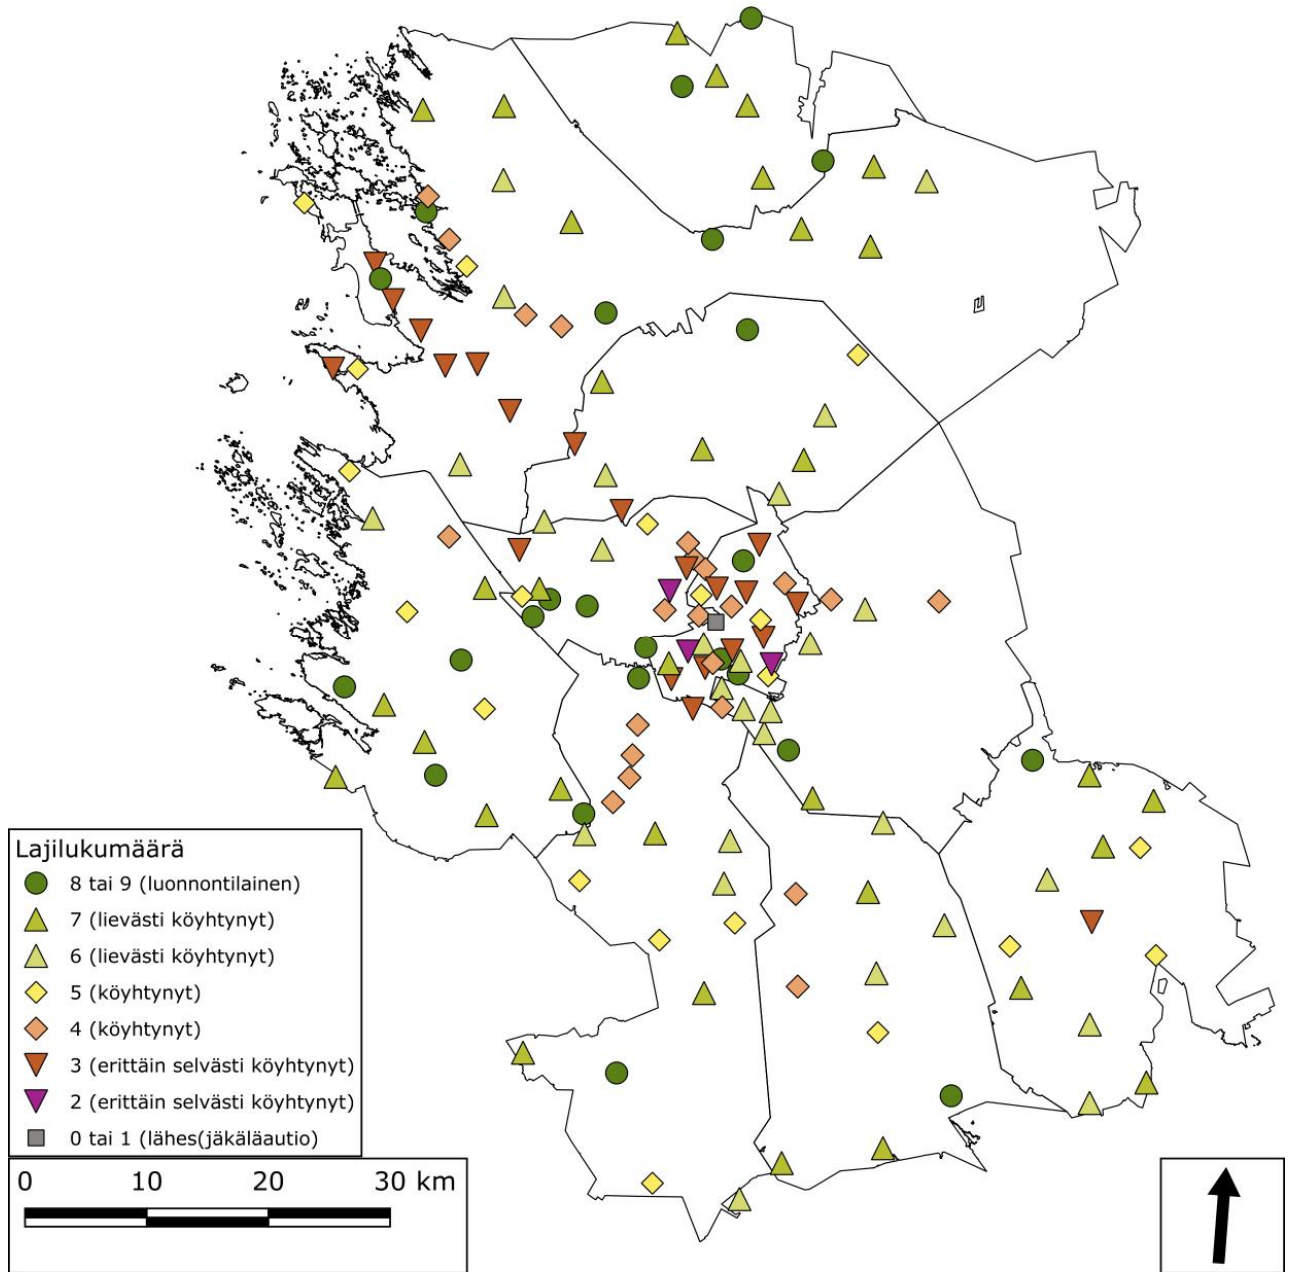 Lajilukumäärä
8 tai 9 (luonnontilainen)
7 (lievästi köyhtynyt)
6 (lievästi köyhtynyt)
5 (köyhtynyt)
4 (köyhtynyt)
3 (erittäin selvästi köyhtynyt)
2 (erittäin selvästi köyhtynyt)
0 tai 1 (lähes(jäkäläautio)
0 10 20 30 km